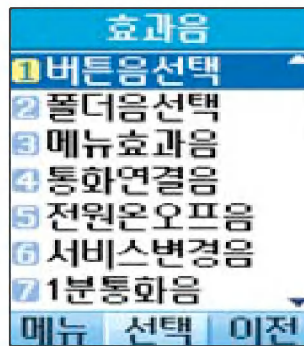 효과음
1 버튼음선택
2 폴더음선택
3 메뉴효과음
4 통화연결음
5 전원온오프음
6 서비스변경음
7 1분통화음
메뉴 선택 이전